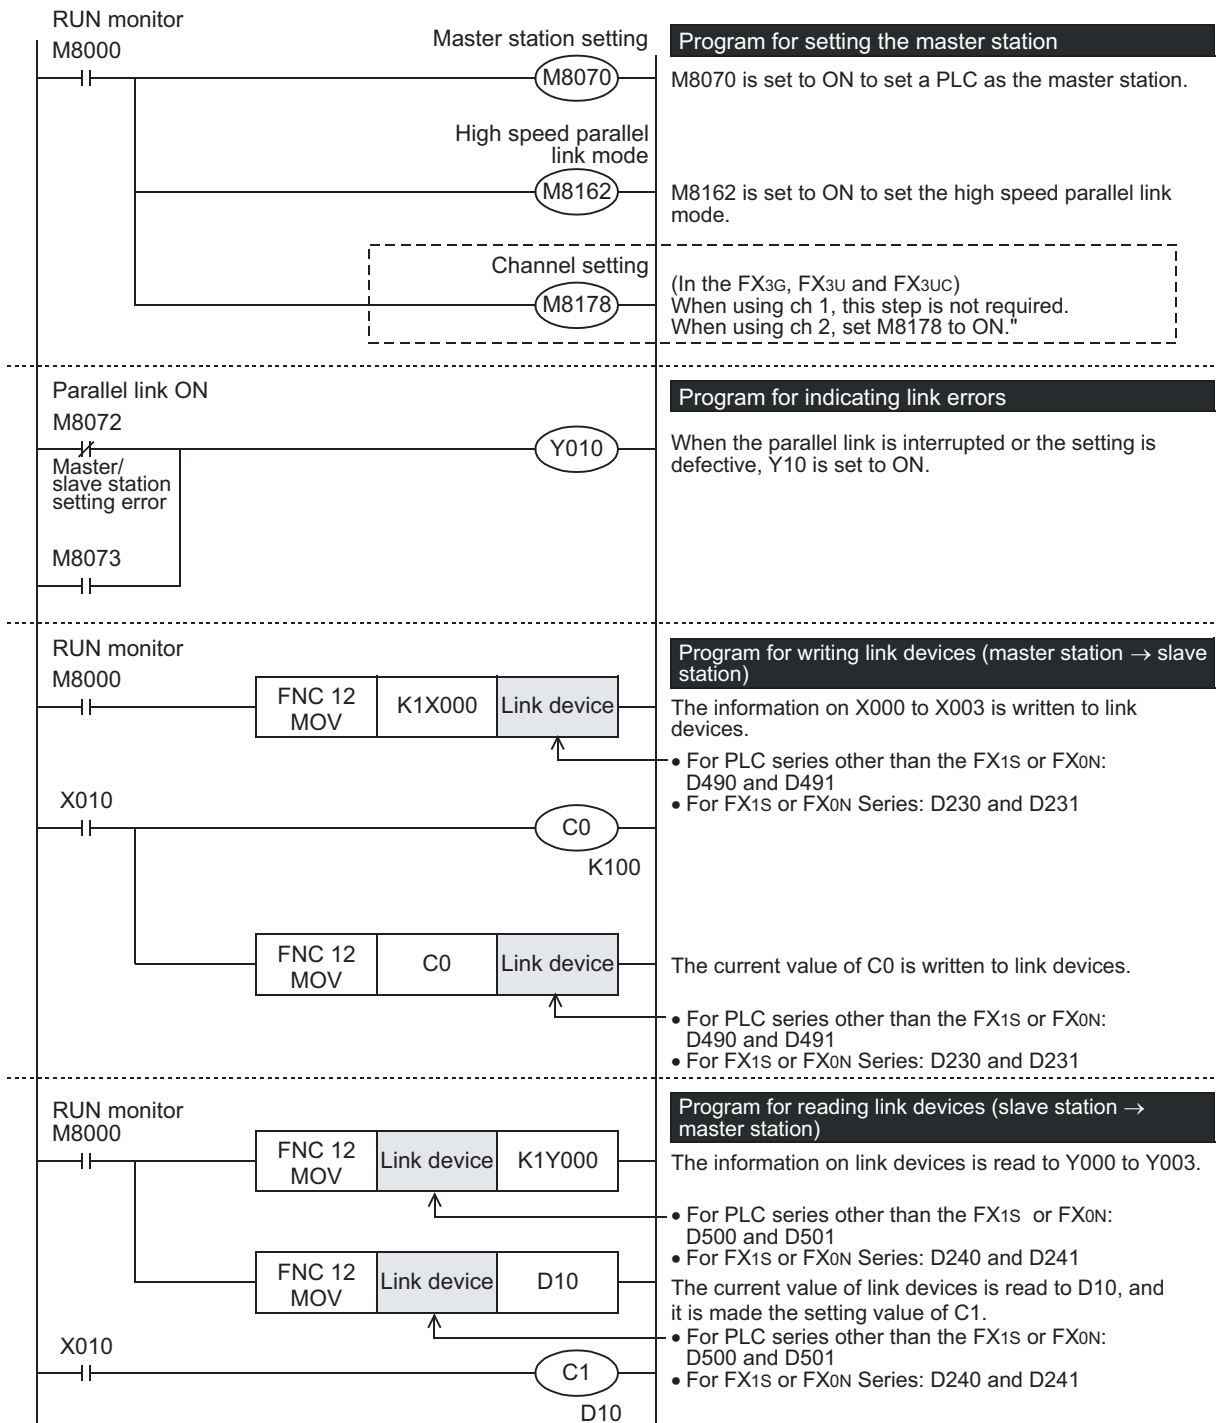 RUN monitor
M8000
Master station setting
M8070
Program for setting the master station
M8070 is set to ON to set a PLC as the master station.
High speed parallel
link mode
M8162
M8162 is set to ON to set the high speed parallel link
mode.
Channel setting
M8178
(In the FX3G, FX3U and FX3UC)
When using ch 1, this step is not required.
When using ch 2, set M8178 to ON."
Parallel link ON
M8072
Master/
slave station
setting error
M8073
Y010
Program for indicating link errors
When the parallel link is interrupted or the setting is
defective, Y10 is set to ON.
RUN monitor
M8000
FNC 12
MOV
K1X000
Link device
Program for writing link devices (master station → slave
station)
The information on X000 to X003 is written to link
devices.
• For PLC series other than the FX1S or FX0N:
D490 and D491
• For FX1S or FX0N Series: D230 and D231
X010
C0
K100
FNC 12
MOV
C0
Link device
The current value of C0 is written to link devices.
• For PLC series other than the FX1S or FX0N:
D490 and D491
• For FX1S or FX0N Series: D230 and D231
RUN monitor
M8000
FNC 12
MOV
Link device
K1Y000
Program for reading link devices (slave station →
master station)
The information on link devices is read to Y000 to Y003.
• For PLC series other than the FX1S or FX0N:
D500 and D501
• For FX1S or FX0N Series: D240 and D241
FNC 12
MOV
Link device
D10
The current value of link devices is read to D10, and
it is made the setting value of C1.
• For PLC series other than the FX1S or FX0N:
D500 and D501
• For FX1S or FX0N Series: D240 and D241
X010
C1
D10